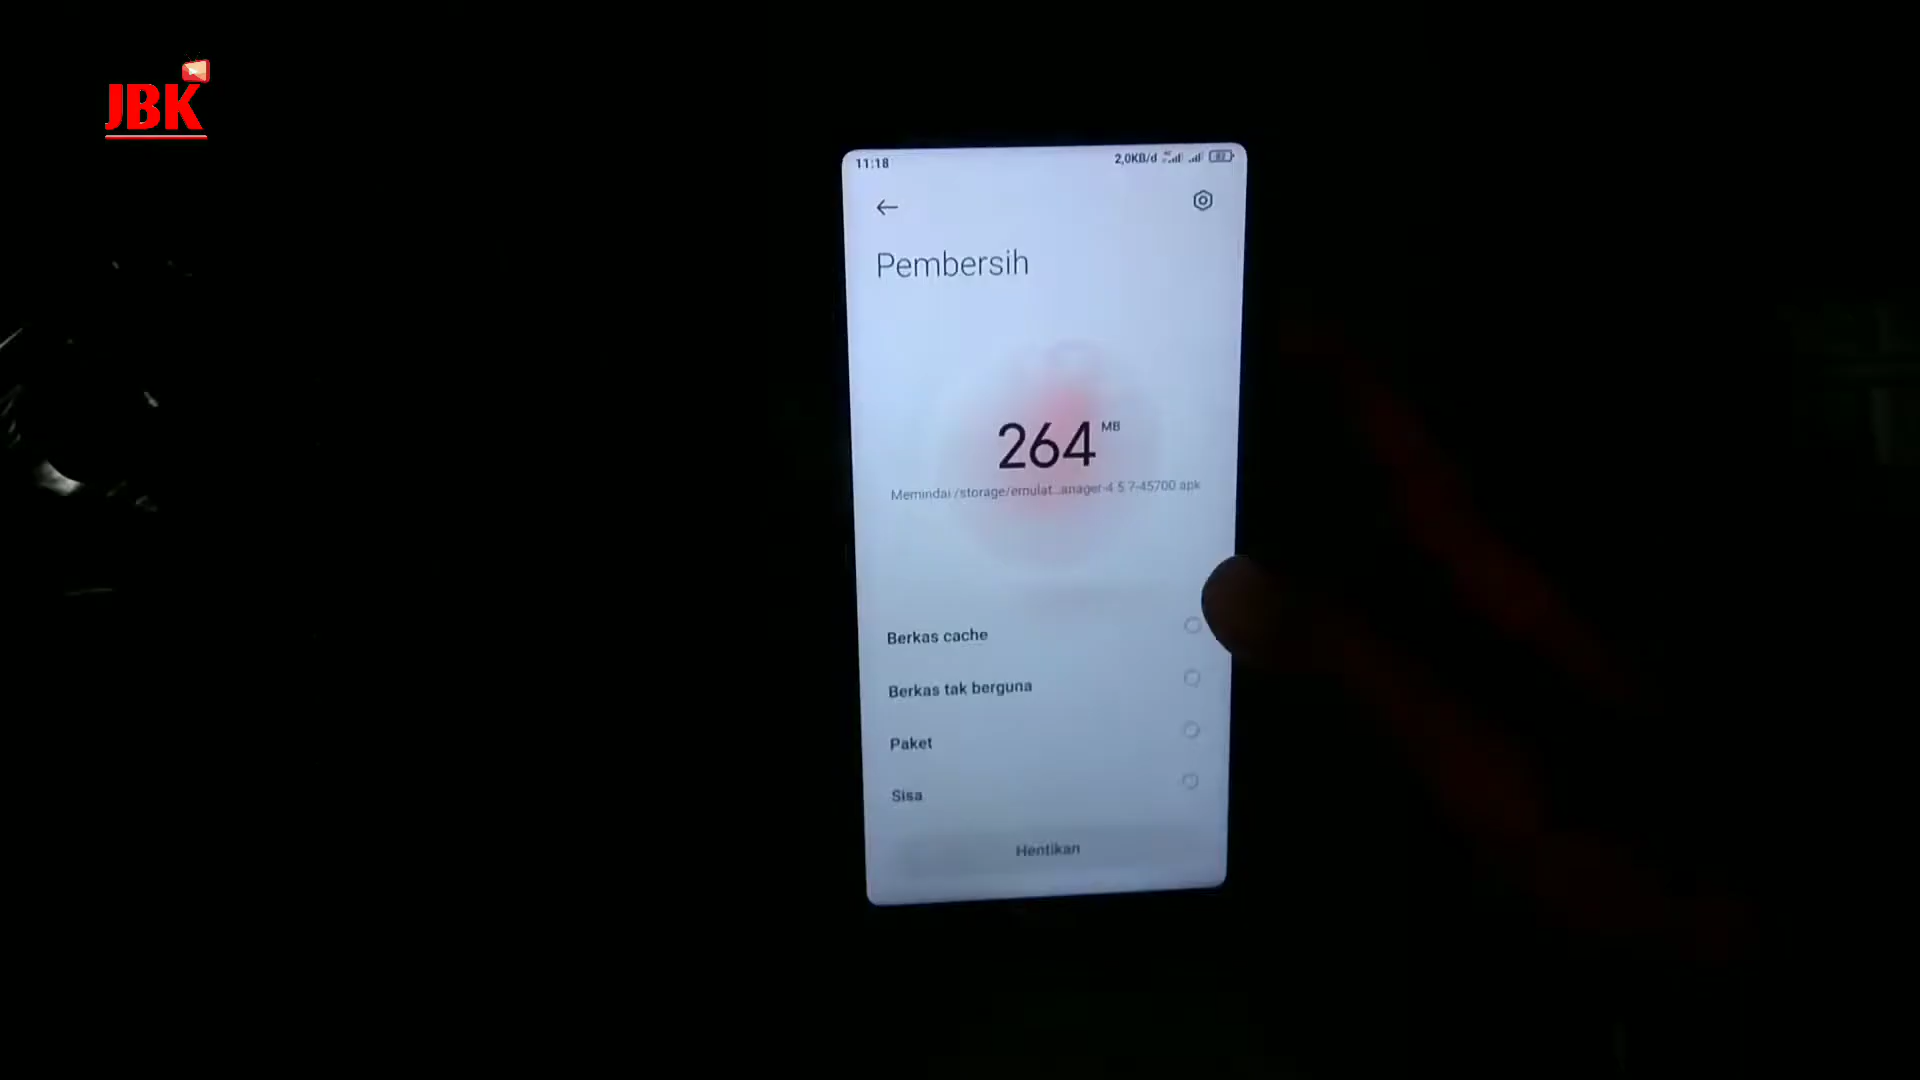 JBK
11:18
2,0KB/d
Pembersih
264 MB
Memindai /storage/emulat...anager-4.5.7-45700.apk
Berkas cache
Berkas tak berguna
Paket
Sisa
Hentikan